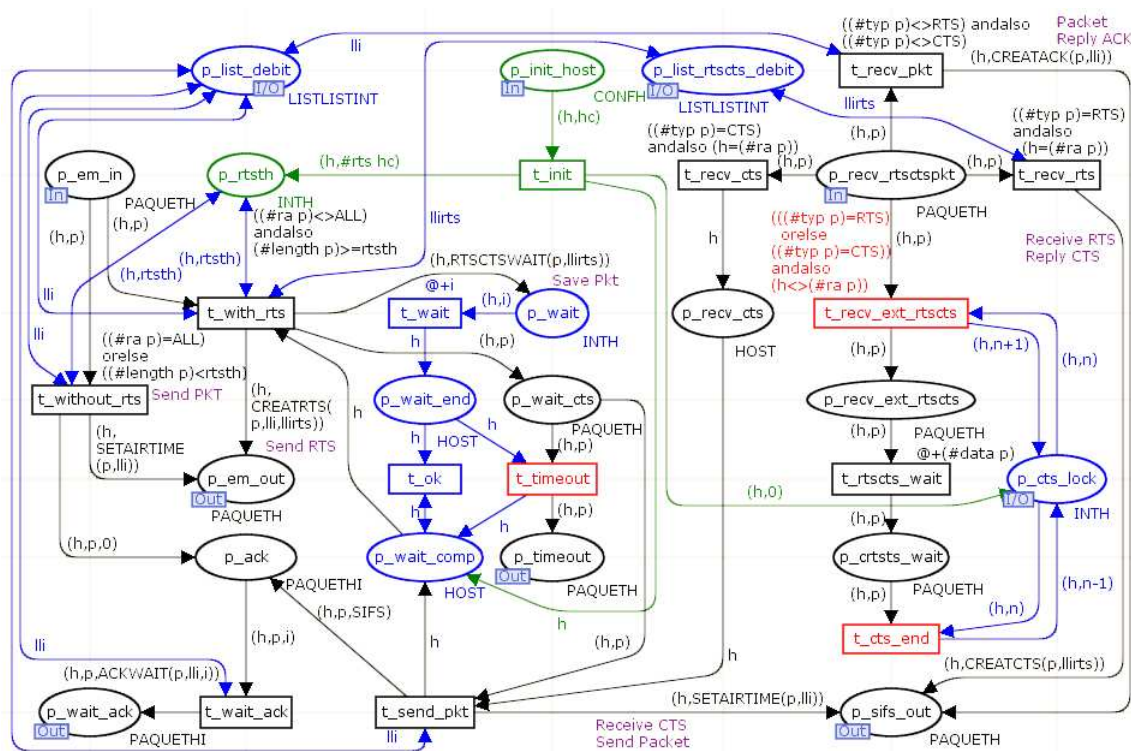 ((#typ p)<>RTS) andalso
((#typ p)<>CTS)
Packet
Reply ACK
lli
p_list_debit
I/O
LISTLISTINT
p_init_host
In
CONFH
p_list_rtscts_debit
I/O
LISTLISTINT
t_recv_pkt
(h,CREATACK(p,lli))
(h,hc)
llirts
((#typ p)=RTS)
andalso
(h=(#ra p))
((#typ p)=CTS)
andalso (h=(#ra p))
(h,p)
p_em_in
In
PAQUETH
(h,#rts hc)
p_rtsth
INTH
t_init
t_recv_cts
(h,p)
p_recv_rtsctspkt
In
PAQUETH
(h,p)
t_recv_rts
(h,p)
(h,p)
((#ra p)<>ALL)
andalso
(#length p)>=rtsth
llirts
(((#typ p)=RTS)
orelse
((#typ p)=CTS))
andalso
(h<>(#ra p))
(h,p)
h
Receive RTS
Reply CTS
(h,rtsth)
(h,rtsth)
(h,RTSCTSWAIT(p,llirts))
Save Pkt
lli
@+i
t_with_rts
t_wait
(h,i)
p_wait
INTH
p_recv_cts
HOST
t_recv_ext_rtscts
(h,n+1)
lli
((#ra p)=ALL)
orelse
((#length p)<rtsth)
h
(h,p)
(h,p)
(h,n)
t_without_rts
Send PKT
(h,
CREATRTS(
p,lli,llirts))
h
p_wait_end
HOST
p_wait_cts
PAQUETH
p_recv_ext_rtscts
PAQUETH
(h,
SETAIRTIME
(p,lli))
Send RTS
h
h
(h,p)
(h,p)
@+(#data p)
p_em_out
Out
PAQUETH
t_ok
t_timeout
t_rtscts_wait
p_cts_lock
I/O
INTH
(h,0)
h
h
(h,p)
(h,p)
(h,p,0)
p_ack
PAQUETHI
p_wait_comp
HOST
p_timeout
Out
PAQUETH
p_crtsts_wait
PAQUETH
(h,n-1)
(h,p)
(h,n)
(h,p,SIFS)
h
h
(h,p)
t_cts_end
lli
(h,p,i)
h
(h,p,ACKWAIT(p,lli,i))
(h,CREATCTS(p,llirts))
(h,SETAIRTIME(p,lli))
p_wait_ack
Out
PAQUETHI
t_wait_ack
t_send_pkt
lli
Receive CTS
Send Packet
p_sifs_out
Out
PAQUETH